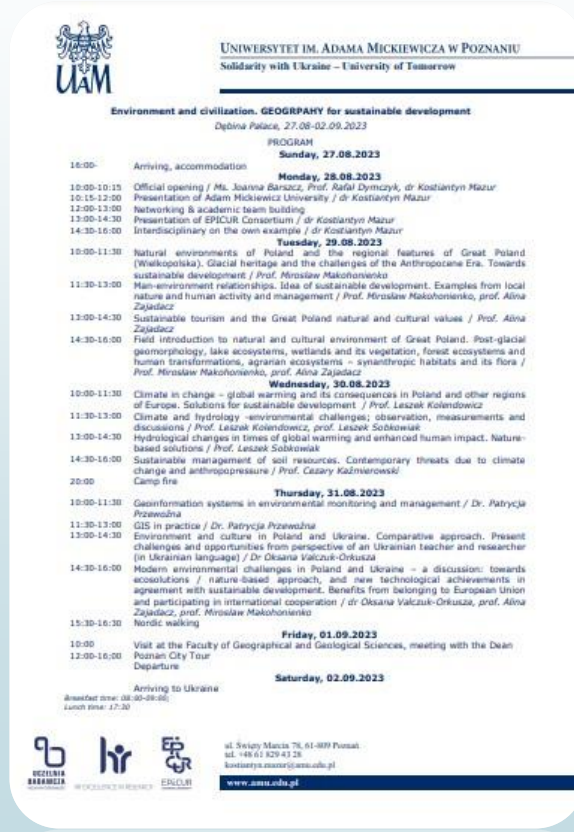 UAM
UNIWERSYTET IM. ADAMA MICKIEWICZA W POZNANIU
Solidarity with Ukraine – University of Tomorrow
Environment and civilization. GEOGRPAHY for sustainable development
Dębina Palace, 27.08-02.09.2023
PROGRAM
Sunday, 27.08.2023
16:00- Arriving, accommodation
Monday, 28.08.2023
10:00-10:15 Official opening / Ms. Joanna Barszcz, Prof. Rafał Dymczyk, dr Kostiantyn Mazur
10:15-12:00 Presentation of Adam Mickiewicz University / dr Kostiantyn Mazur
12:00-13:00 Networking & academic team building
13:00-14:30 Presentation of EPICUR Consortium / dr Kostiantyn Mazur
14:30-16:00 Interdisciplinary on the own example / dr Kostiantyn Mazur
Tuesday, 29.08.2023
10:00-11:30 Natural environments of Poland and the regional features of Great Poland
(Wielkopolska). Glacial heritage and the challenges of the Anthropocene Era. Towards
sustainable development / Prof. Mirosław Makohonienko
11:30-13:00 Man-environment relationships. Idea of sustainable development. Examples from local
nature and human activity and management / Prof. Mirosław Makohonienko, prof. Alina
Zajadacz
13:00-14:30 Sustainable tourism and the Great Poland natural and cultural values / Prof. Alina
Zajadacz
14:30-16:00 Field introduction to natural and cultural environment of Great Poland. Post-glacial
geomorphology, lake ecosystems, wetlands and its vegetation, forest ecosystems and
human transformations, agrarian ecosystems – synanthropic habitats and its flora /
Prof. Mirosław Makohonienko, prof. Alina Zajadacz
Wednesday, 30.08.2023
10:00-11:30 Climate in change – global warming and its consequences in Poland and other regions
of Europe. Solutions for sustainable development / Prof. Leszek Kolendowicz
11:30-13:00 Climate and hydrology -environmental challenges; observation, measurements and
discussions / Prof. Leszek Kolendowicz, prof. Leszek Sobkowiak
13:00-14:30 Hydrological changes in times of global warming and enhanced human impact. Nature-
based solutions / Prof. Leszek Sobkowiak
14:30-16:00 Sustainable management of soil resources. Contemporary threats due to climate
change and anthropopressure / Prof. Cezary Kaźmierowski
20:00 Camp fire
Thursday, 31.08.2023
10:00-11:30 Geoinformation systems in environmental monitoring and management / Dr. Patrycja
Przewoźna
11:30-13:00 GIS in practice / Dr. Patrycja Przewoźna
13:00-14:30 Environment and culture in Poland and Ukraine. Comparative approach. Present
challenges and opportunities from perspective of an Ukrainian teacher and researcher
(in Ukrainian language) / Dr Oksana Valczuk-Orkusza
14:30-16:00 Modern environmental challenges in Poland and Ukraine – a discussion: towards
ecosolutions / nature-based approach, and new technological achievements in
agreement with sustainable development. Benefits from belonging to European Union
and participating in international cooperation / dr Oksana Valczuk-Orkusze, prof. Alina
Zajadacz, prof. Mirosław Makohonienko
15:30-16:30 Nordic walking
Friday, 01.09.2023
10:00 Visit at the Faculty of Geographical and Geological Sciences, meeting with the Dean
12:00-16;00 Poznan City Tour
Departure
Saturday, 02.09.2023
Arriving to Ukraine
Breakfast time: 08:00-09:00;
Lunch time: 17:30
UCZELNIA
BADAWCZA
hr
HR EXCELLENCE IN RESEARCH
EPICUR
EPICUR
ul. Święty Marcin 78, 61-809 Poznań
tel. +48 61 829 43 28
kostiantyn.mazur@amu.edu.pl
www.amu.edu.pl